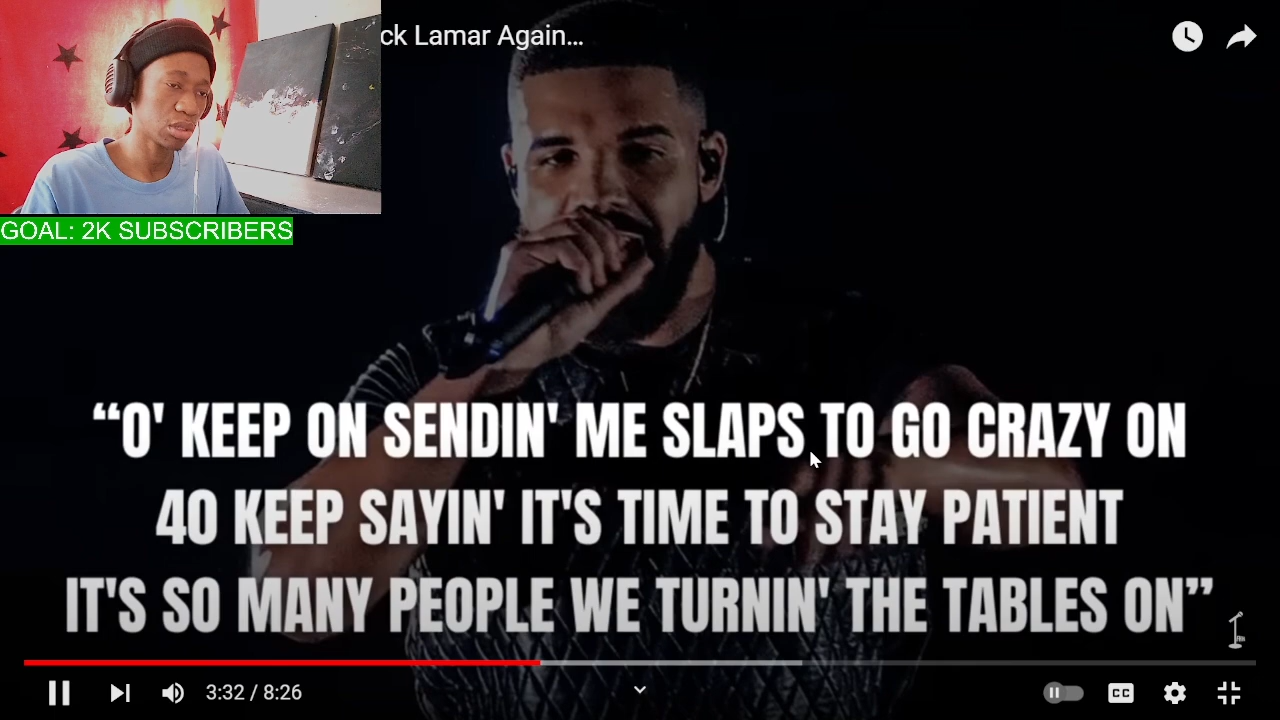 ck Lamar Again...
GOAL: 2K SUBSCRIBERS
“O' KEEP ON SENDIN' ME SLAPS TO GO CRAZY ON
40 KEEP SAYIN' IT'S TIME TO STAY PATIENT
IT'S SO MANY PEOPLE WE TURNIN' THE TABLES ON”
3:32 / 8:26
CC